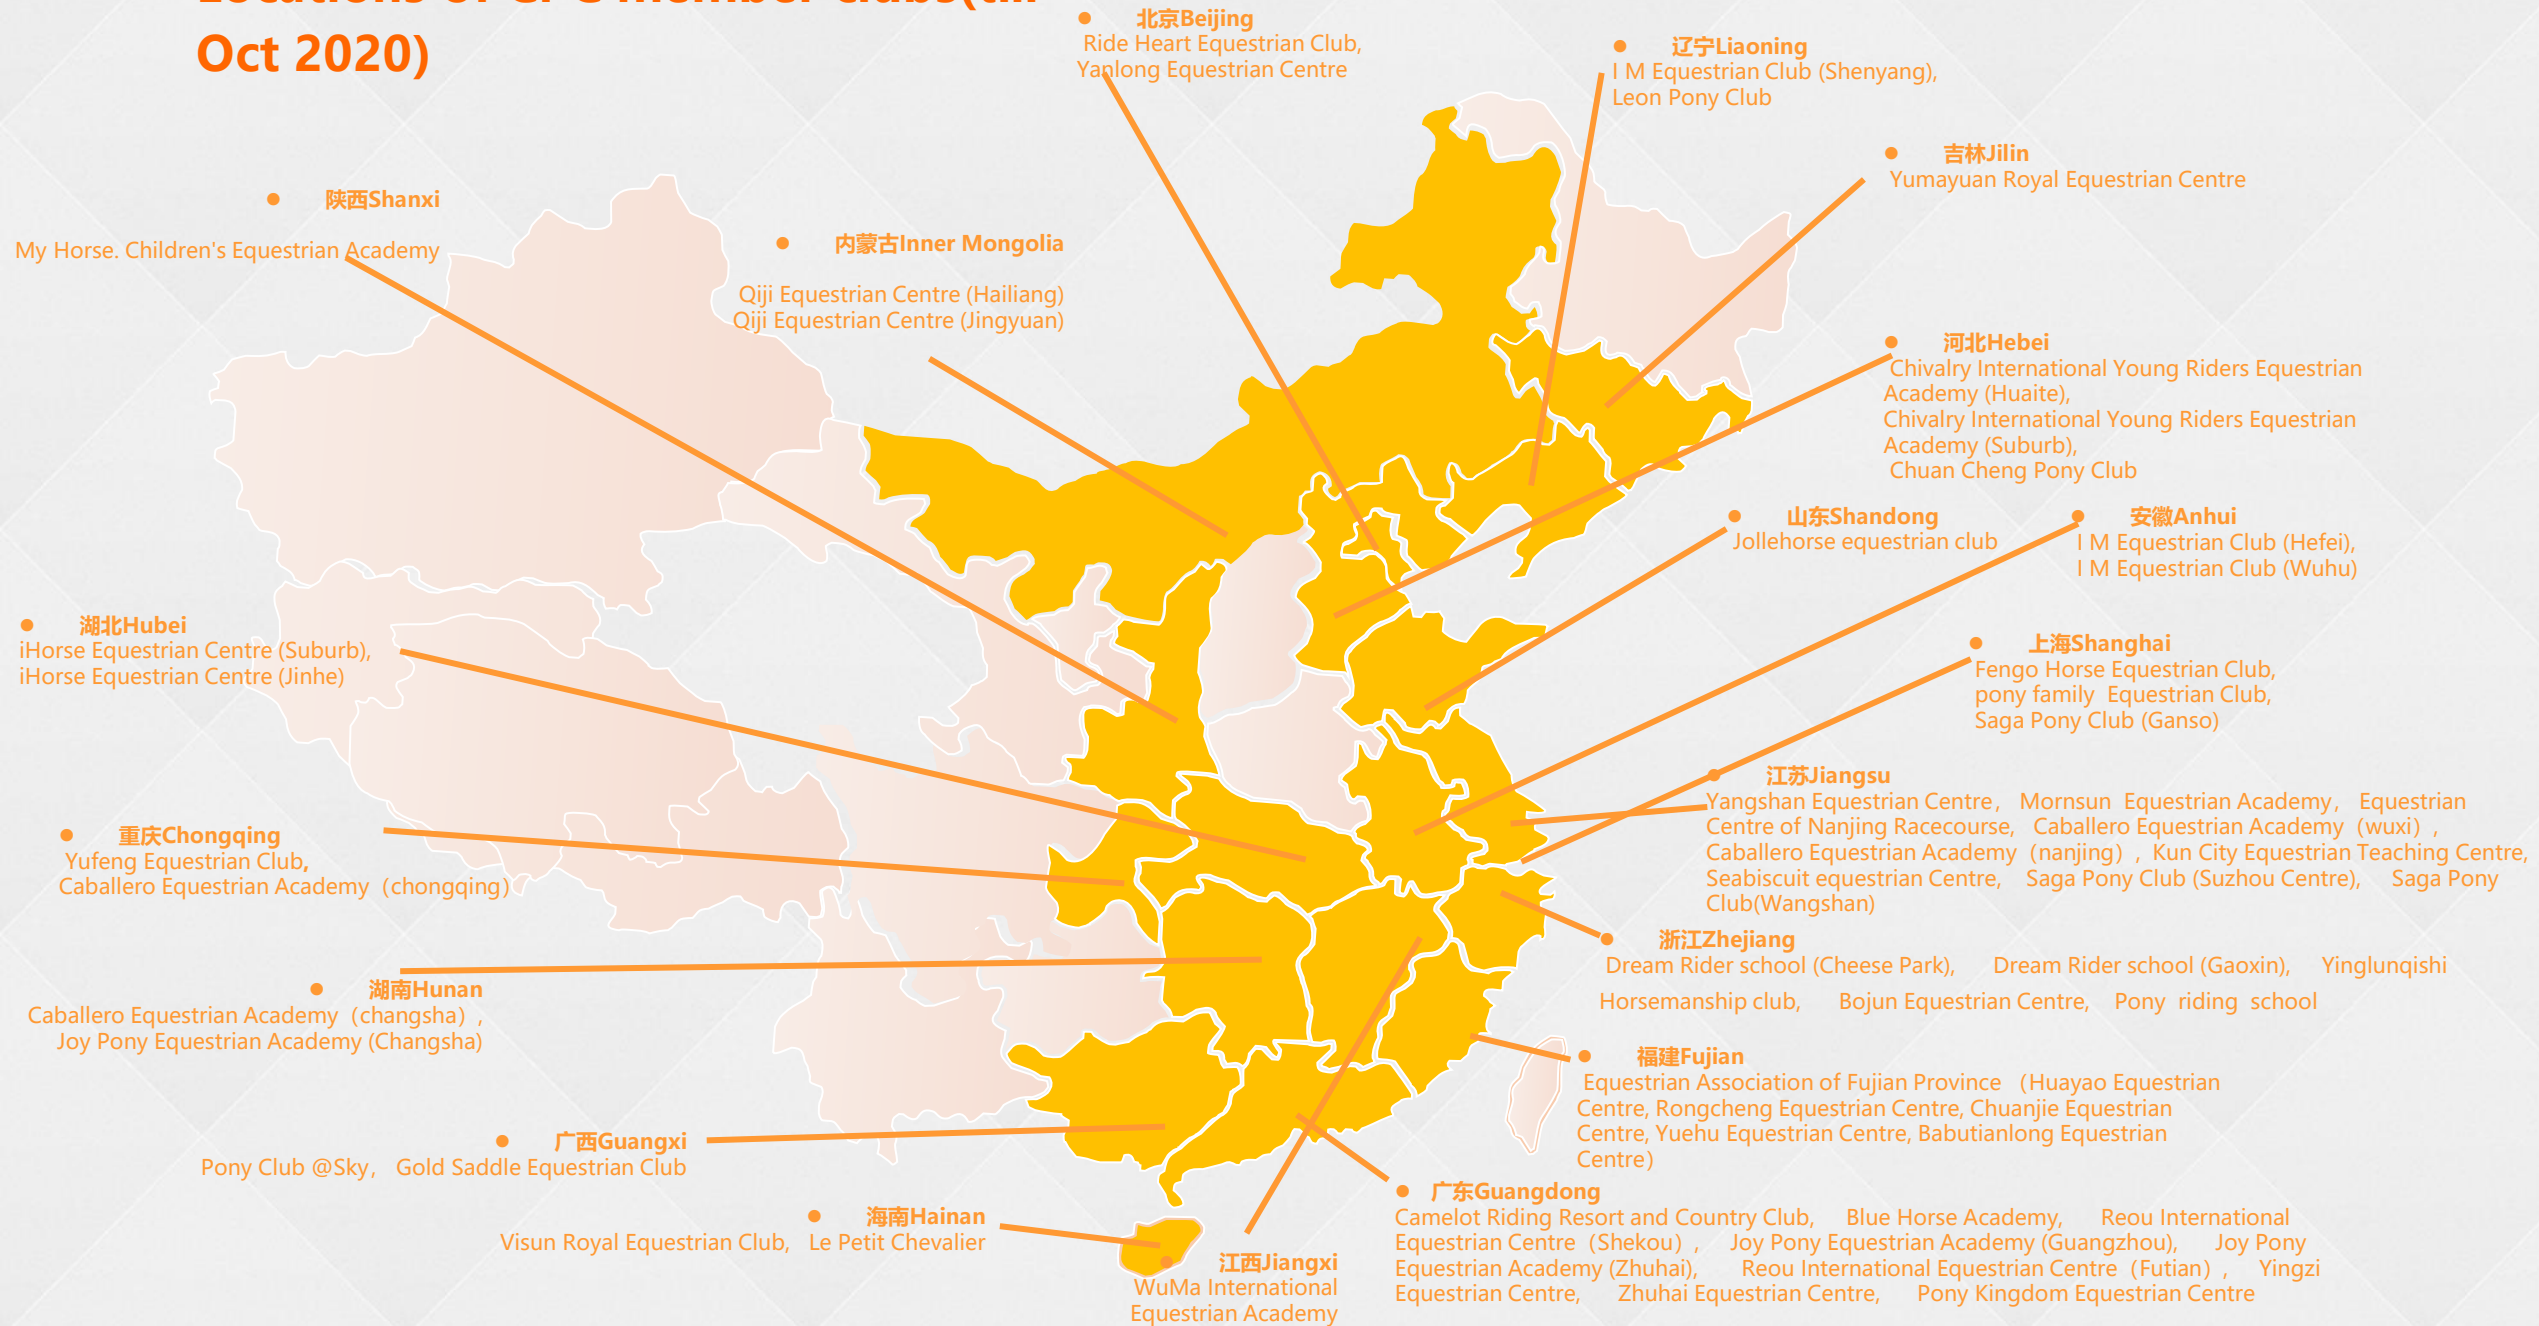 Locations of CPC member clubs(till
Oct 2020)
北京Beijing
Ride Heart Equestrian Club,
Yanlong Equestrian Centre
辽宁Liaoning
I M Equestrian Club (Shenyang),
Leon Pony Club
吉林Jilin
Yumayuan Royal Equestrian Centre
陕西Shanxi
My Horse. Children's Equestrian Academy
内蒙古Inner Mongolia
Qiji Equestrian Centre (Hailiang)
Qiji Equestrian Centre (Jingyuan)
河北Hebei
Chivalry International Young Riders Equestrian
Academy (Huaite),
Chivalry International Young Riders Equestrian
Academy (Suburb),
Chuan Cheng Pony Club
山东Shandong
Jollehorse equestrian club
安徽Anhui
I M Equestrian Club (Hefei),
I M Equestrian Club (Wuhu)
湖北Hubei
iHorse Equestrian Centre (Suburb),
iHorse Equestrian Centre (Jinhe)
上海Shanghai
Fengo Horse Equestrian Club,
pony family Equestrian Club,
Saga Pony Club (Ganso)
江苏Jiangsu
Yangshan Equestrian Centre， Mornsun Equestrian Academy， Equestrian
Centre of Nanjing Racecourse, Caballero Equestrian Academy（wuxi）,
Caballero Equestrian Academy（nanjing）, Kun City Equestrian Teaching Centre,
Seabiscuit equestrian Centre, Saga Pony Club (Suzhou Centre), Saga Pony
Club(Wangshan)
重庆Chongqing
Yufeng Equestrian Club,
Caballero Equestrian Academy（chongqing）
浙江Zhejiang
Dream Rider school (Cheese Park), Dream Rider school (Gaoxin), Yinglunqishi
Horsemanship club, Bojun Equestrian Centre, Pony riding school
湖南Hunan
Caballero Equestrian Academy（changsha）,
Joy Pony Equestrian Academy (Changsha)
福建Fujian
Equestrian Association of Fujian Province （Huayao Equestrian
Centre, Rongcheng Equestrian Centre, Chuanjie Equestrian
Centre, Yuehu Equestrian Centre, Babutianlong Equestrian
Centre）
广西Guangxi
Pony Club @Sky， Gold Saddle Equestrian Club
广东Guangdong
Camelot Riding Resort and Country Club, Blue Horse Academy, Reou International
Equestrian Centre（Shekou）, Joy Pony Equestrian Academy (Guangzhou), Joy Pony
Equestrian Academy (Zhuhai), Reou International Equestrian Centre（Futian）, Yingzi
Equestrian Centre, Zhuhai Equestrian Centre, Pony Kingdom Equestrian Centre
海南Hainan
Visun Royal Equestrian Club, Le Petit Chevalier
江西Jiangxi
WuMa International
Equestrian Academy